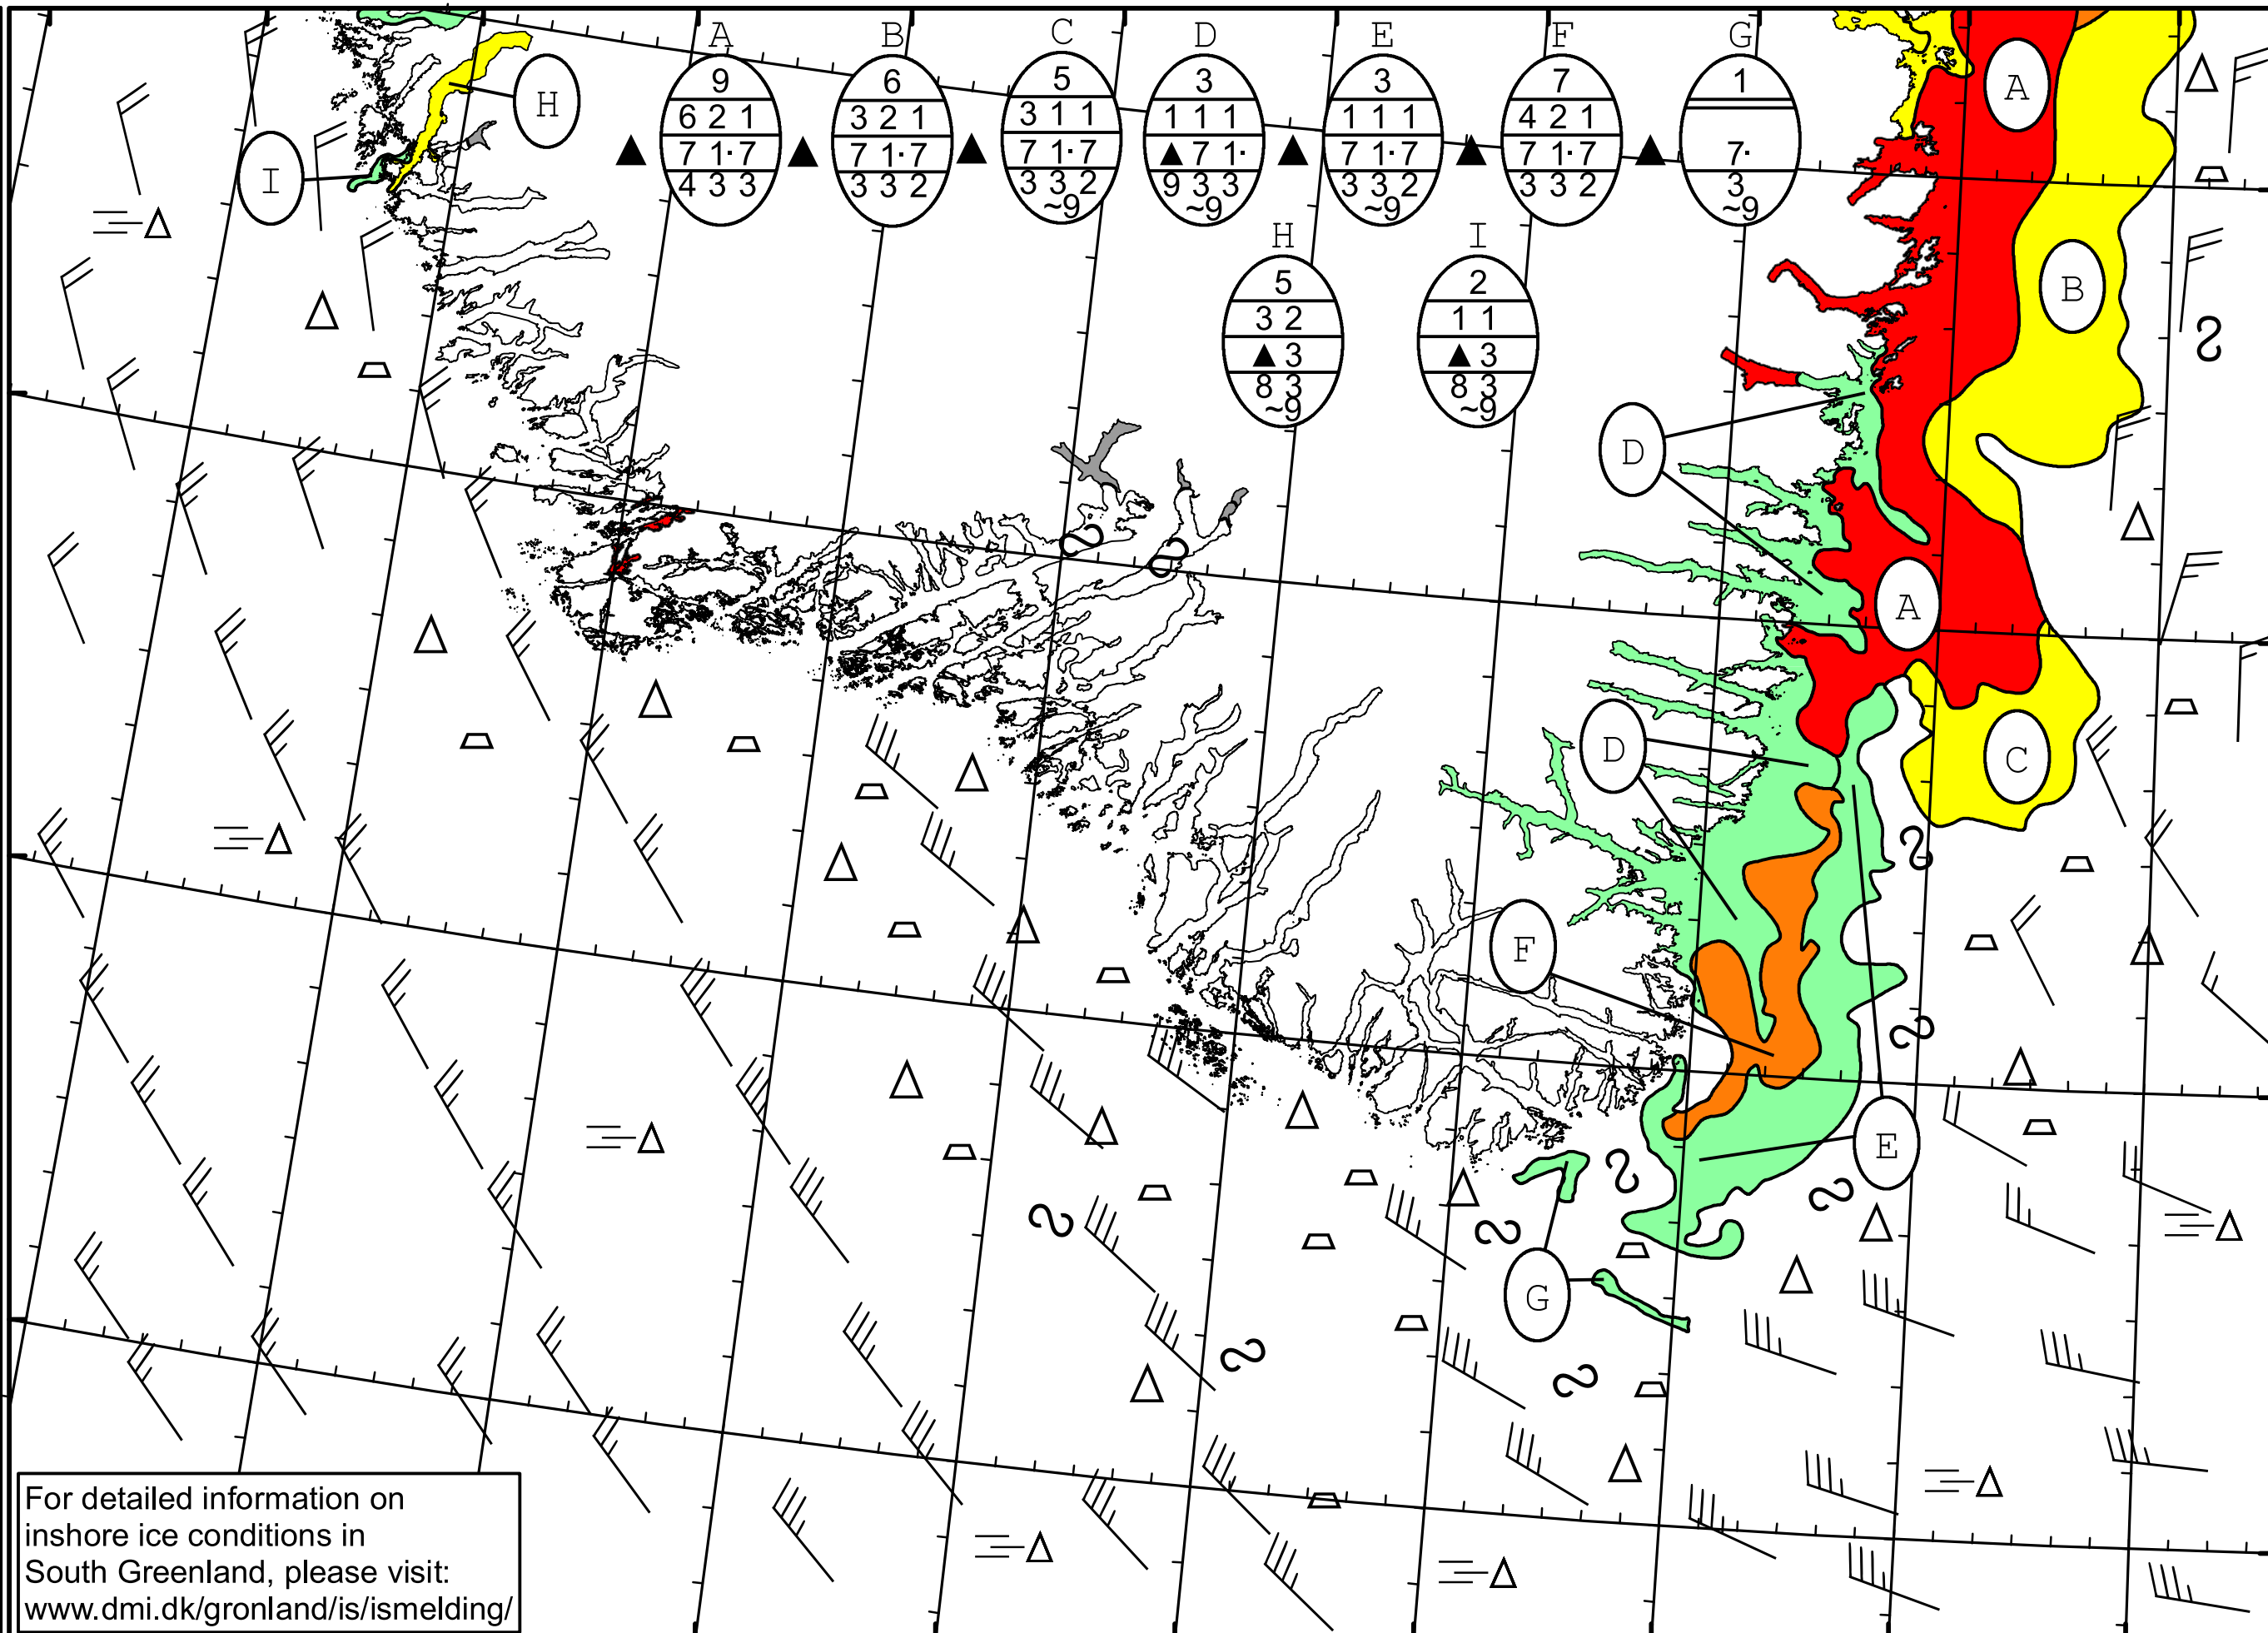 A B C D E F G
9 6 5 3 3 7 1
6 2 1 3 2 1 3 1 1 1 1 1 1 1 1 4 2 1
7 1· 7 7 1· 7 7 1· 7 ▲ 7 1· 7 1· 7 7 1· 7 7·
4 3 3 3 3 2 3 3 2 9 3 3 3 3 2 3 3 2 3
~9 ~9 ~9 ~9
H I
5 2
3 2 1 1
▲ 3 ▲ 3
8 3 8 3
~9 ~9
A
H
I
B
D
A
D
C
F
E
G
For detailed information on
inshore ice conditions in
South Greenland, please visit:
www.dmi.dk/gronland/is/ismelding/